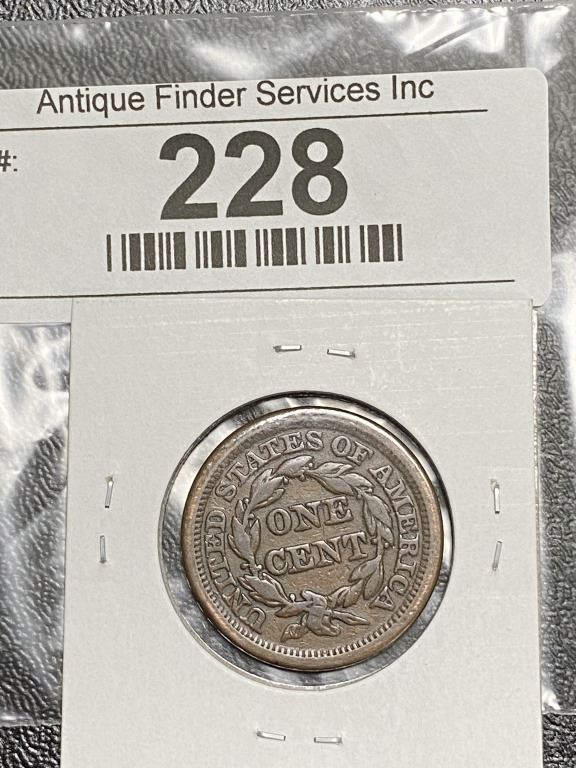 Antique Finder Services Inc
#:
228
UNITED STATES OF AMERICA
ONE
CENT